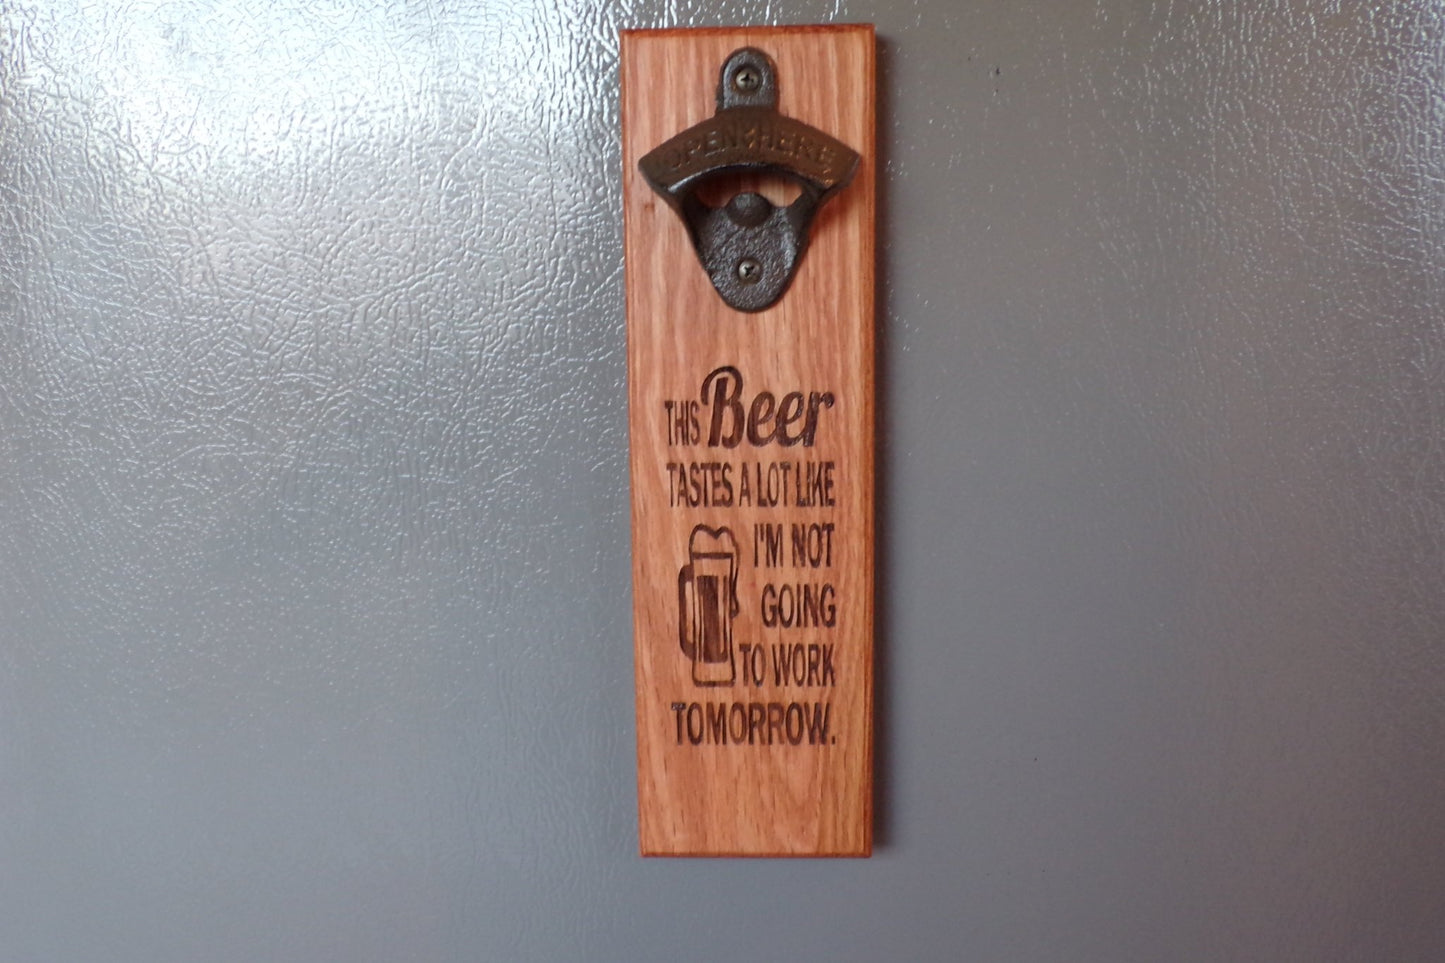 OPEN HERE
THIS Beer
TASTES A LOT LIKE
I'M NOT
GOING
TO WORK
TOMORROW.